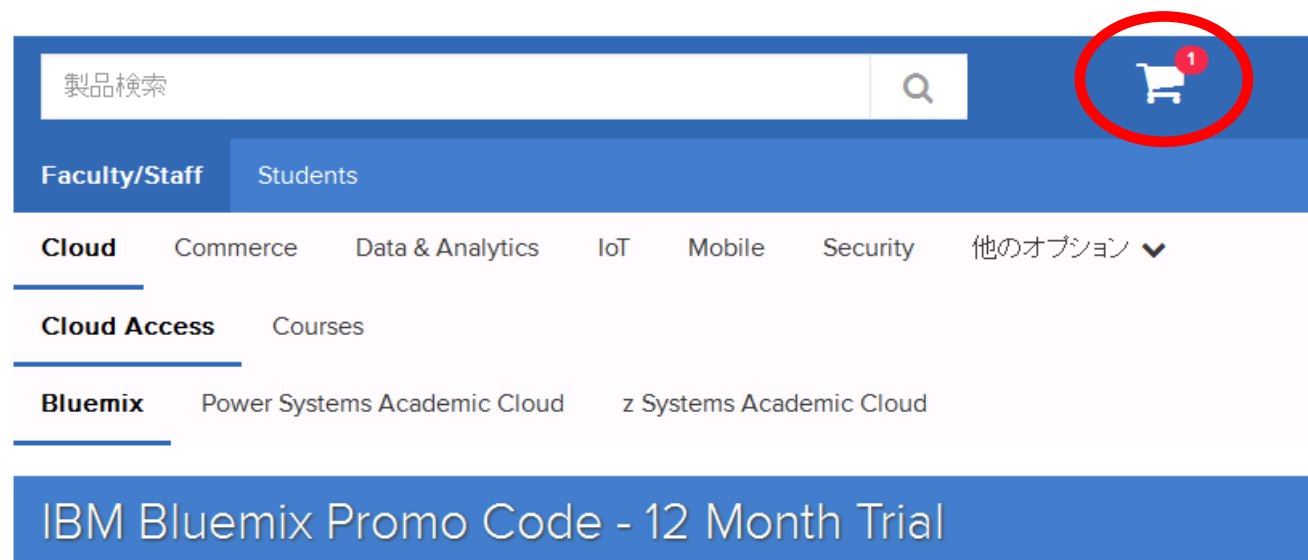 製品検索
1
Faculty/Staff Students
Cloud Commerce Data & Analytics IoT Mobile Security 他のオプション
Cloud Access Courses
Bluemix Power Systems Academic Cloud z Systems Academic Cloud
IBM Bluemix Promo Code - 12 Month Trial